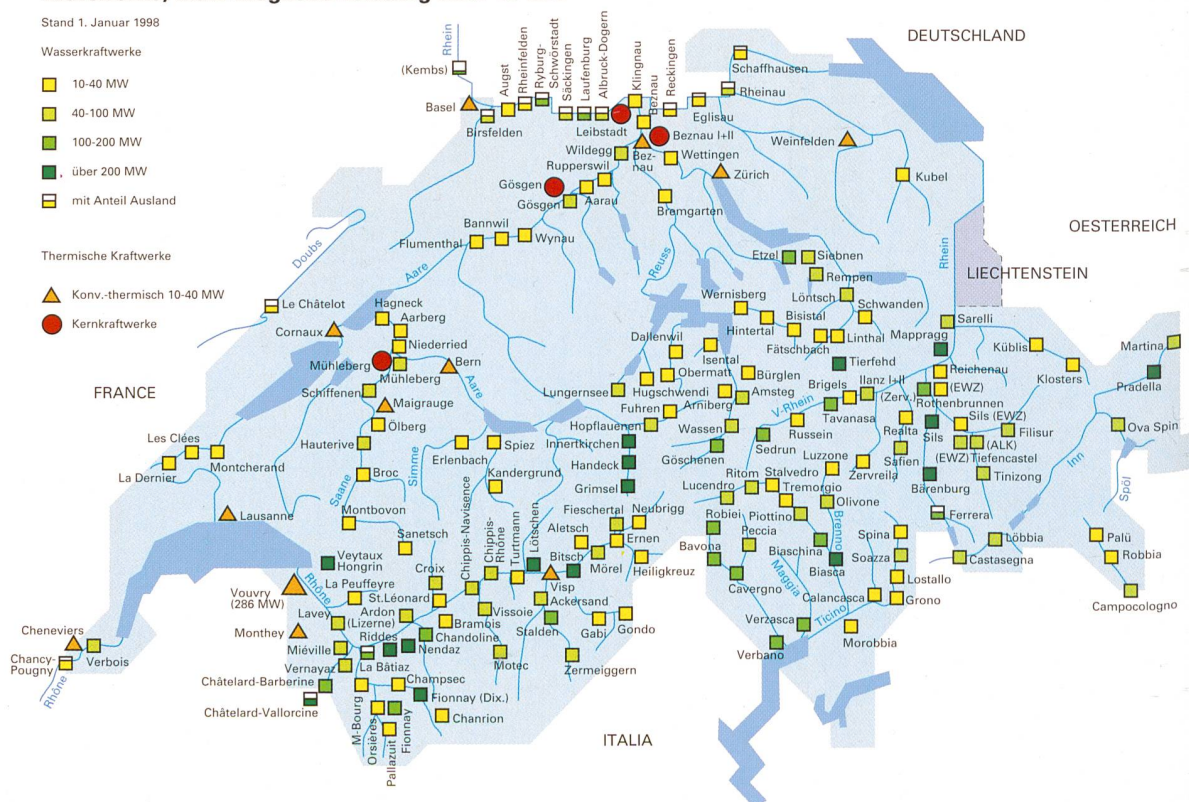 Stand 1. Januar 1998
Wasserkraftwerke
10-40 MW
40-100 MW
100-200 MW
über 200 MW
mit Anteil Ausland
Thermische Kraftwerke
Konv.-thermisch 10-40 MW
Kernkraftwerke
DEUTSCHLAND
OESTERREICH
LIECHTENSTEIN
FRANCE
ITALIA
Rhein
(Kembs)
Basel
Birsfelden
Augst
Rheinfelden
Ryburg-
Schwörstadt
Säckingen
Laufenburg
Albruck-Dogern
Klingnau
Beznau
Reckingen
Leibstadt
Beznau I+II
Eglisau
Rheinau
Schaffhausen
Weinfelden
Kubel
Wildegg
Bez-
nau
Wettingen
Zürich
Rupperswil
Gösgen
Gösgen
Aarau
Bremgarten
Bannwil
Flumenthal
Wynau
Doubs
Aare
Reuss
Rhein
Etzel
Siebnen
Rempen
Le Châtelot
Cornaux
Hagneck
Aarberg
Niederried
Mühleberg
Mühleberg
Bern
Aare
Schiffenen
Maigrauge
Ölberg
Hauterive
Broc
Saane
Simme
Montbovon
Erlenbach
Spiez
Kandergrund
Sanetsch
Les Clées
La Dernier
Montcherand
Lausanne
Wernisberg
Hintertal
Löntsch
Bisistal
Schwanden
Fätschbach
Linthal
Mappragg
Sarelli
Küblis
Klosters
Martina
Pradella
Ova Spin
Inn
Spöl
Dallenwil
Isental
Obermatt
Bürglen
Lungernsee
Hugschwendi
Arniberg
Amsteg
Fuhren
Hopflauenen
Wassen
Göschenen
Innertkirchen
Handeck
Grimsel
Tierfehd
Brigels
Ilanz I+II
(Zerv.)
Tavanasa
V-Rhein
Russein
Sedrun
Reichenau
(EWZ)
Rothenbrunnen
Realta
Sils
Sils (EWZ)
Filisur
(ALK)
(EWZ)
Tiefencastel
Tinizong
Safien
Zervreila
Bärenburg
Ferrera
Löbbia
Castasegna
Palü
Robbia
Campocologno
Luzzone
Ritom
Stalvedro
Lucendro
Tremorgio
Olivone
Piottino
Robiei
Peccia
Bavona
Cavergno
Biaschina
Brenno
Biasca
Maggia
Verzasca
Verbano
Ticino
Spina
Soazza
Lostallo
Calancasca
Grono
Morobbia
Neubrigg
Fieschertal
Aletsch
Ernen
Mörel
Heiligkreuz
Bitsch
Lötschen
Turtmann
Chippis-
Rhône
Chippis-Navisence
Visp
Ackersand
Stalden
Gabi
Gondo
Zermeiggern
Vissoie
Motec
Croix
St.Léonard
Bramois
Chandoline
Nendaz
Riddes
Ardon
(Lizerne)
Veytaux
Hongrin
La Peuffeyre
Rhône
Vouvry
(286 MW)
Lavey
Monthey
Miéville
Vernayaz
La Bâtiaz
Châtelard-Barberine
Châtelard-Vallorcine
Champsec
Fionnay (Dix.)
Chanrion
M-Bourg
Orsières
Pallazuit
Fionnay
Cheneviers
Chancy-
Pougny
Verbois
Rhône